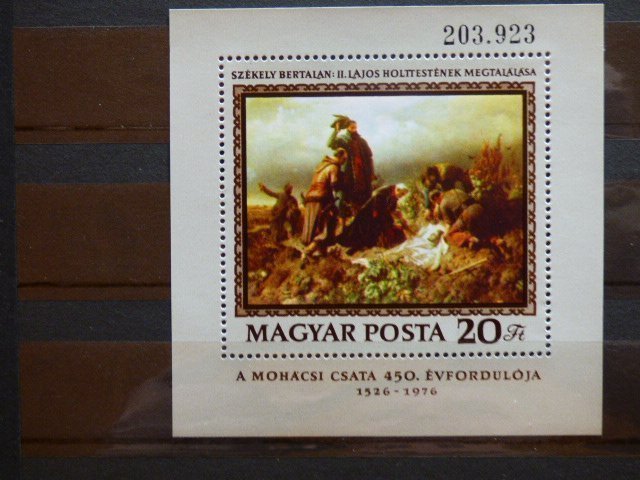 203.923
SZÉKELY BERTALAN: II. LAJOS HOLTTESTÉNEK MEGTALÁLÁSA
MAGYAR POSTA 20 Ft
A MOHÁCSI CSATA 450. ÉVFORDULÓJA
1526-1976